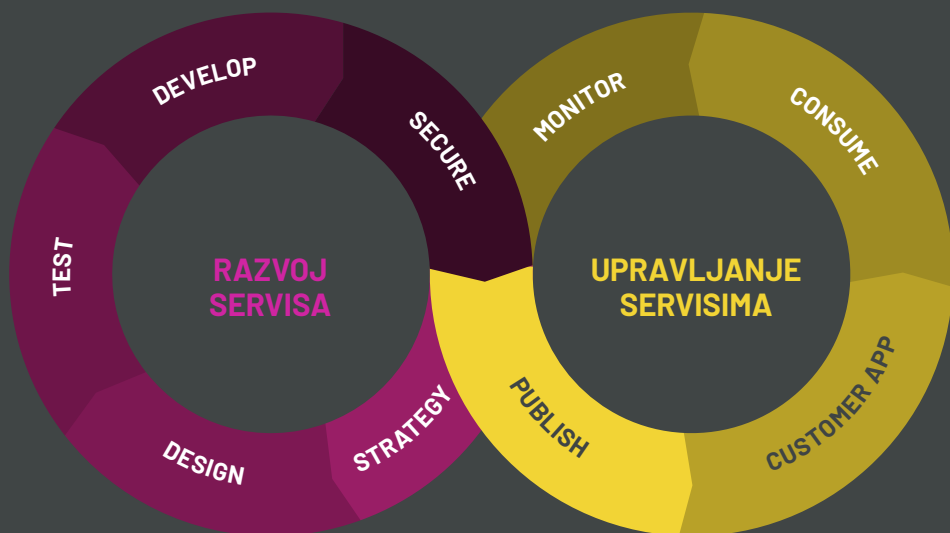 DEVELOP
SECURE
MONITOR
CONSUME
TEST
RAZVOJ
SERVISA
UPRAVLJANJE
SERVISIMA
DESIGN
STRATEGY
PUBLISH
CUSTOMER APP